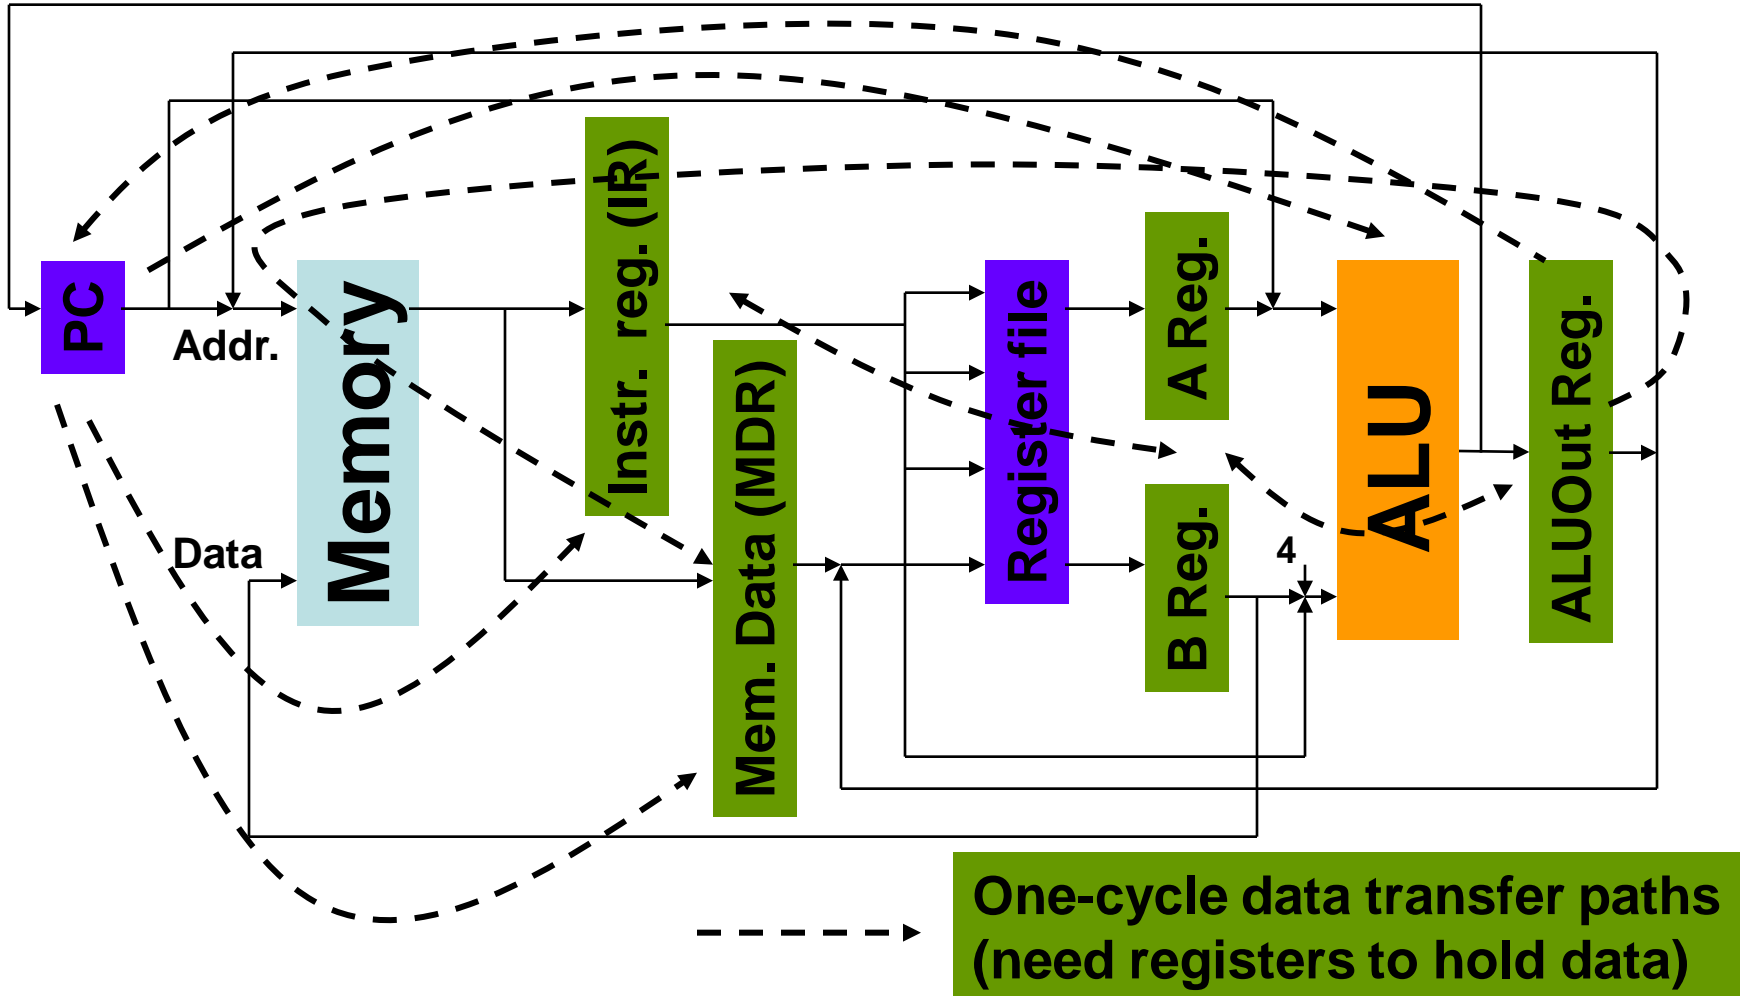 PC
Addr.
Data
Memory
Instr. reg. (IR)
Mem. Data (MDR)
Register file
A Reg.
B Reg.
4
ALU
ALUOut Reg.
One-cycle data transfer paths
(need registers to hold data)